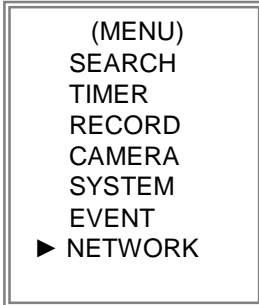 (MENU)
SEARCH
TIMER
RECORD
CAMERA
SYSTEM
EVENT
► NETWORK